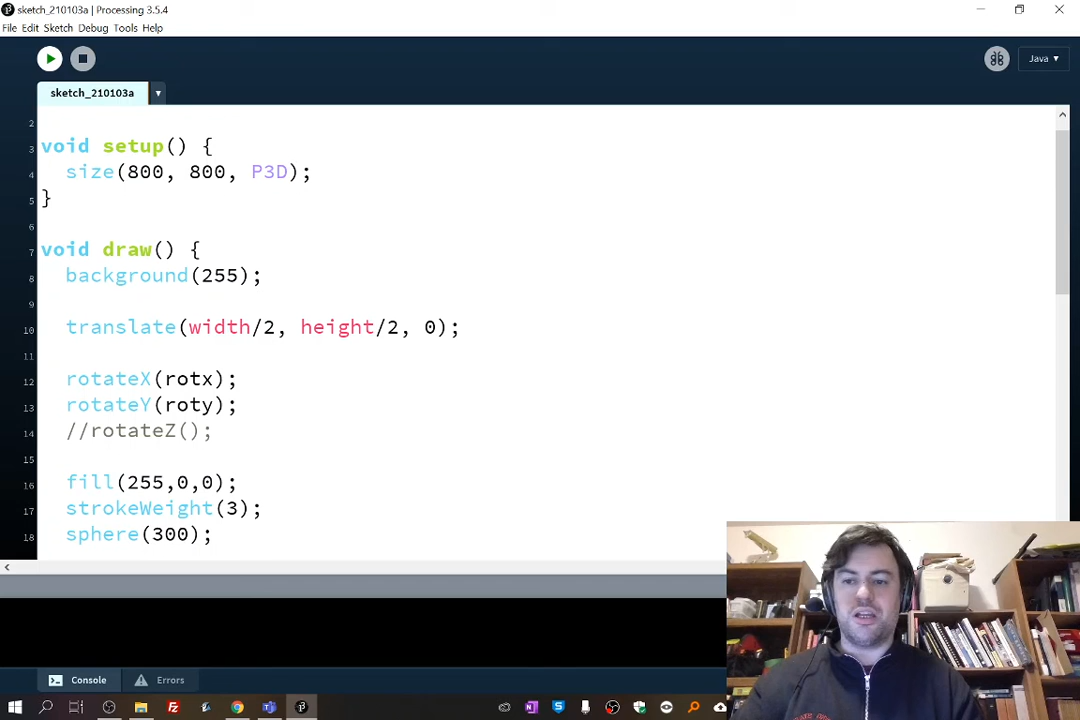 sketch_210103a | Processing 3.5.4
File Edit Sketch Debug Tools Help
Java ▾
sketch_210103a ▾
2
3 void setup() {
4 size(800, 800, P3D);
5 }
6
7 void draw() {
8 background(255);
9
10 translate(width/2, height/2, 0);
11
12 rotateX(rotx);
13 rotateY(roty);
14 //rotateZ();
15
16 fill(255,0,0);
17 strokeWeight(3);
18 sphere(300);
Console Errors